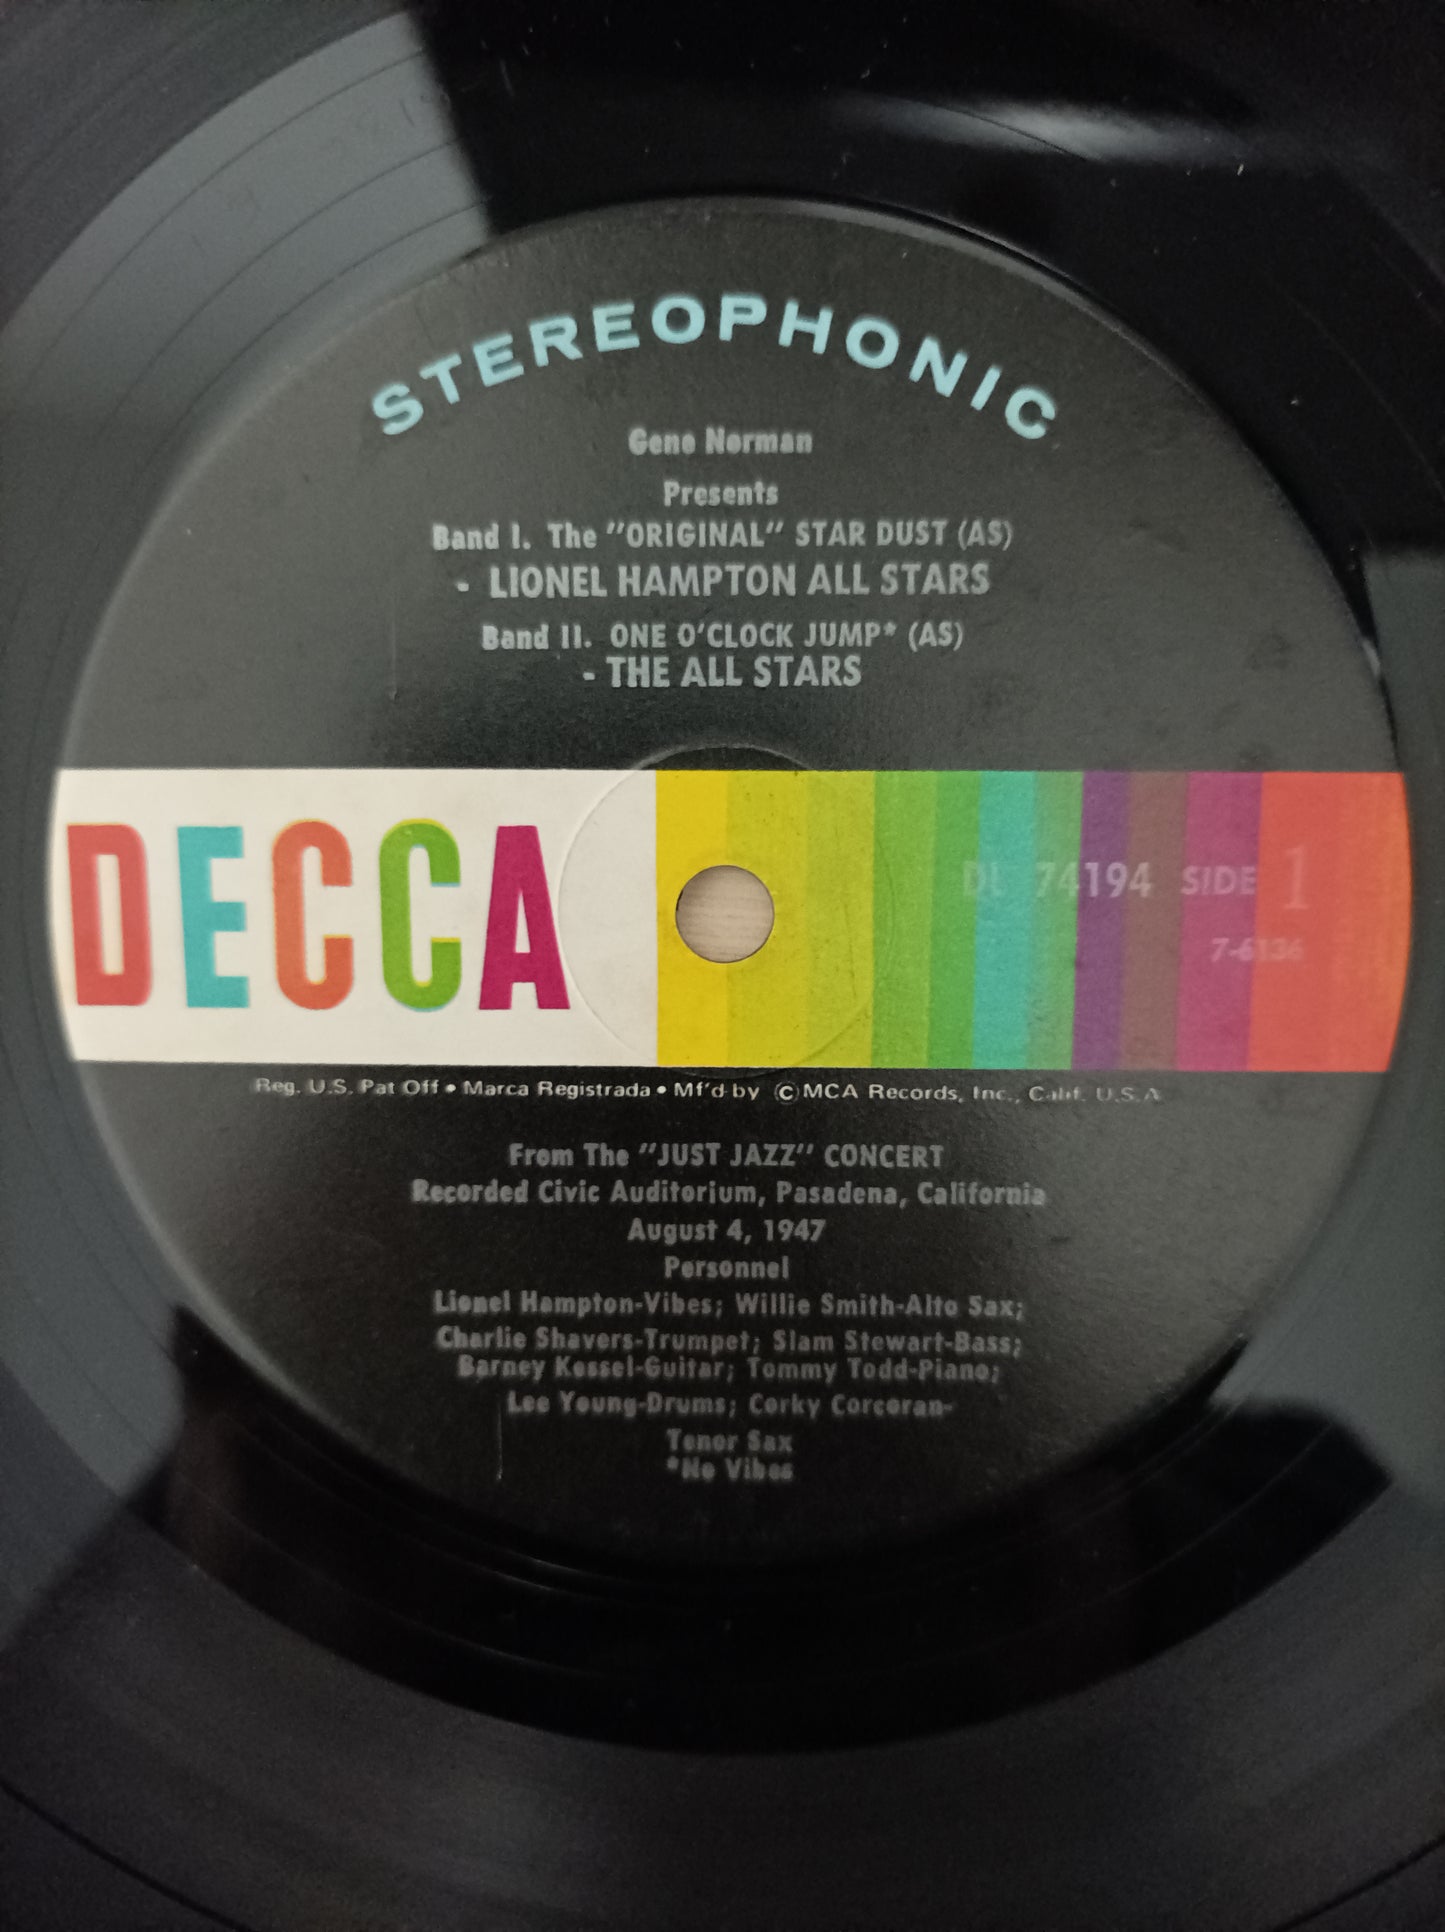 STEREOPHONIC
Gene Norman
Presents
Band I. The "ORIGINAL" STAR DUST (AS)
- LIONEL HAMPTON ALL STARS
Band II. ONE O'CLOCK JUMP* (AS)
- THE ALL STARS
DECCA
DL 74194 SIDE 1
7-6136
Reg. U.S. Pat Off • Marca Registrada • Mf'd by ©MCA Records, Inc., Calif. U.S.A
From The "JUST JAZZ" CONCERT
Recorded Civic Auditorium, Pasadena, California
August 4, 1947
Personnel
Lionel Hampton-Vibes; Willie Smith-Alto Sax;
Charlie Shavers-Trumpet; Slam Stewart-Bass;
Barney Kessel-Guitar; Tommy Todd-Piano;
Lee Young-Drums; Corky Corcoran-
Tenor Sax
*No Vibes